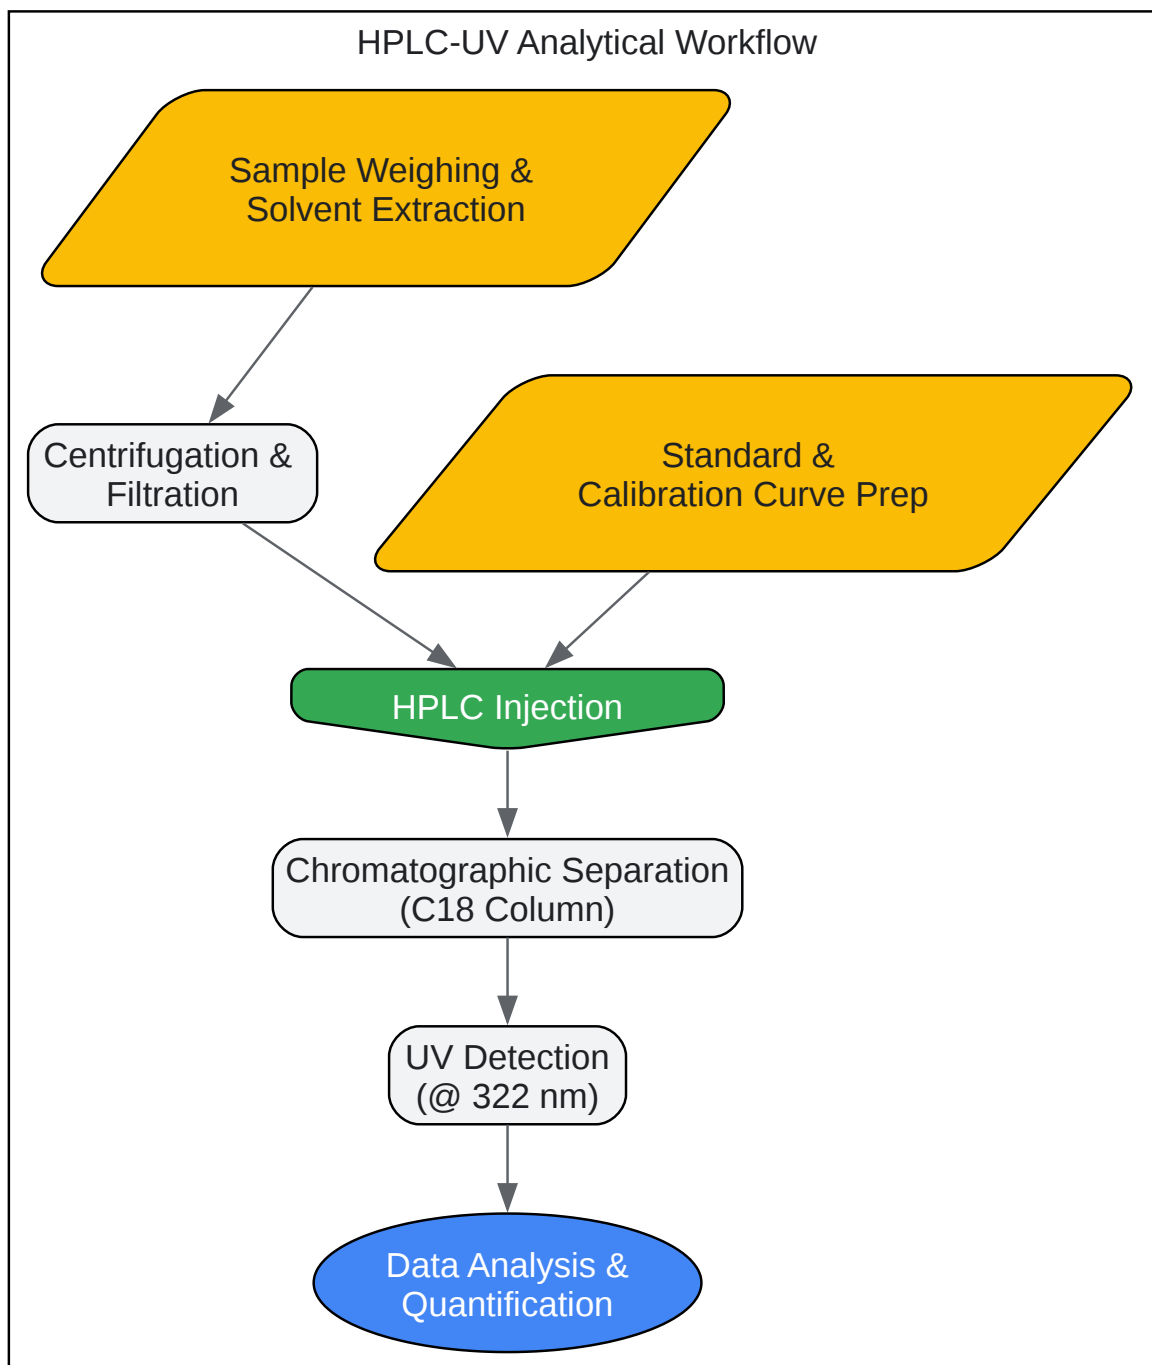 HPLC-UV Analytical Workflow
Sample Weighing &
Solvent Extraction
Centrifugation &
Filtration
Standard &
Calibration Curve Prep
HPLC Injection
Chromatographic Separation
(C18 Column)
UV Detection
(@ 322 nm)
Data Analysis &
Quantification